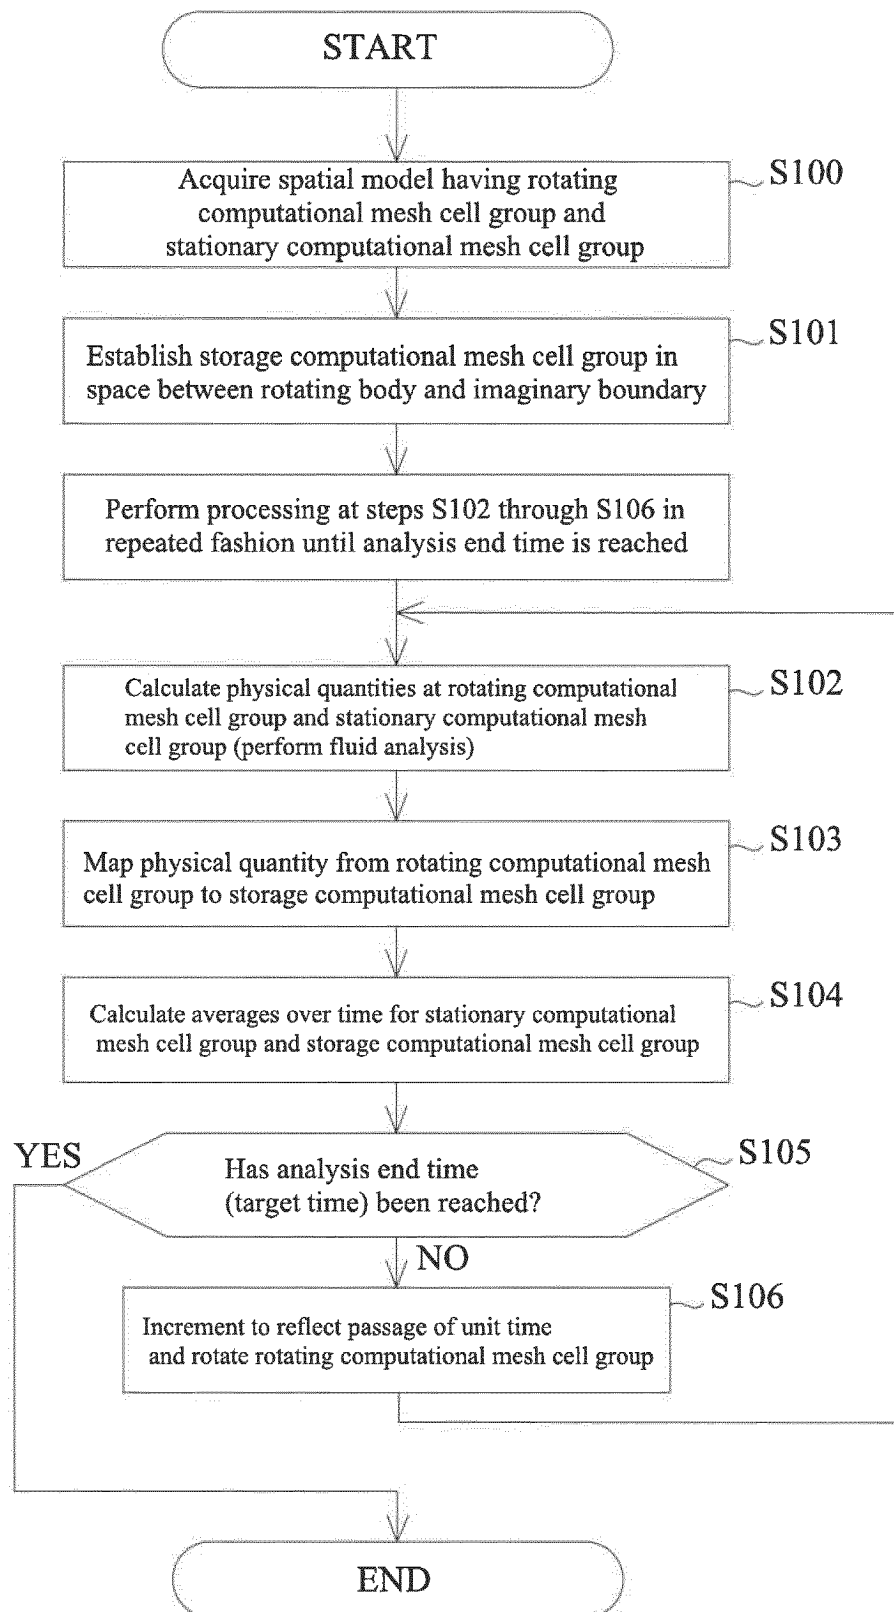 START
Acquire spatial model having rotating
computational mesh cell group and
stationary computational mesh cell group
S100
Establish storage computational mesh cell group in
space between rotating body and imaginary boundary
S101
Perform processing at steps S102 through S106 in
repeated fashion until analysis end time is reached
Calculate physical quantities at rotating computational
mesh cell group and stationary computational mesh
cell group (perform fluid analysis)
S102
Map physical quantity from rotating computational mesh
cell group to storage computational mesh cell group
S103
Calculate averages over time for stationary computational
mesh cell group and storage computational mesh cell group
S104
YES
Has analysis end time
(target time) been reached?
S105
NO
Increment to reflect passage of unit time
and rotate rotating computational mesh cell group
S106
END